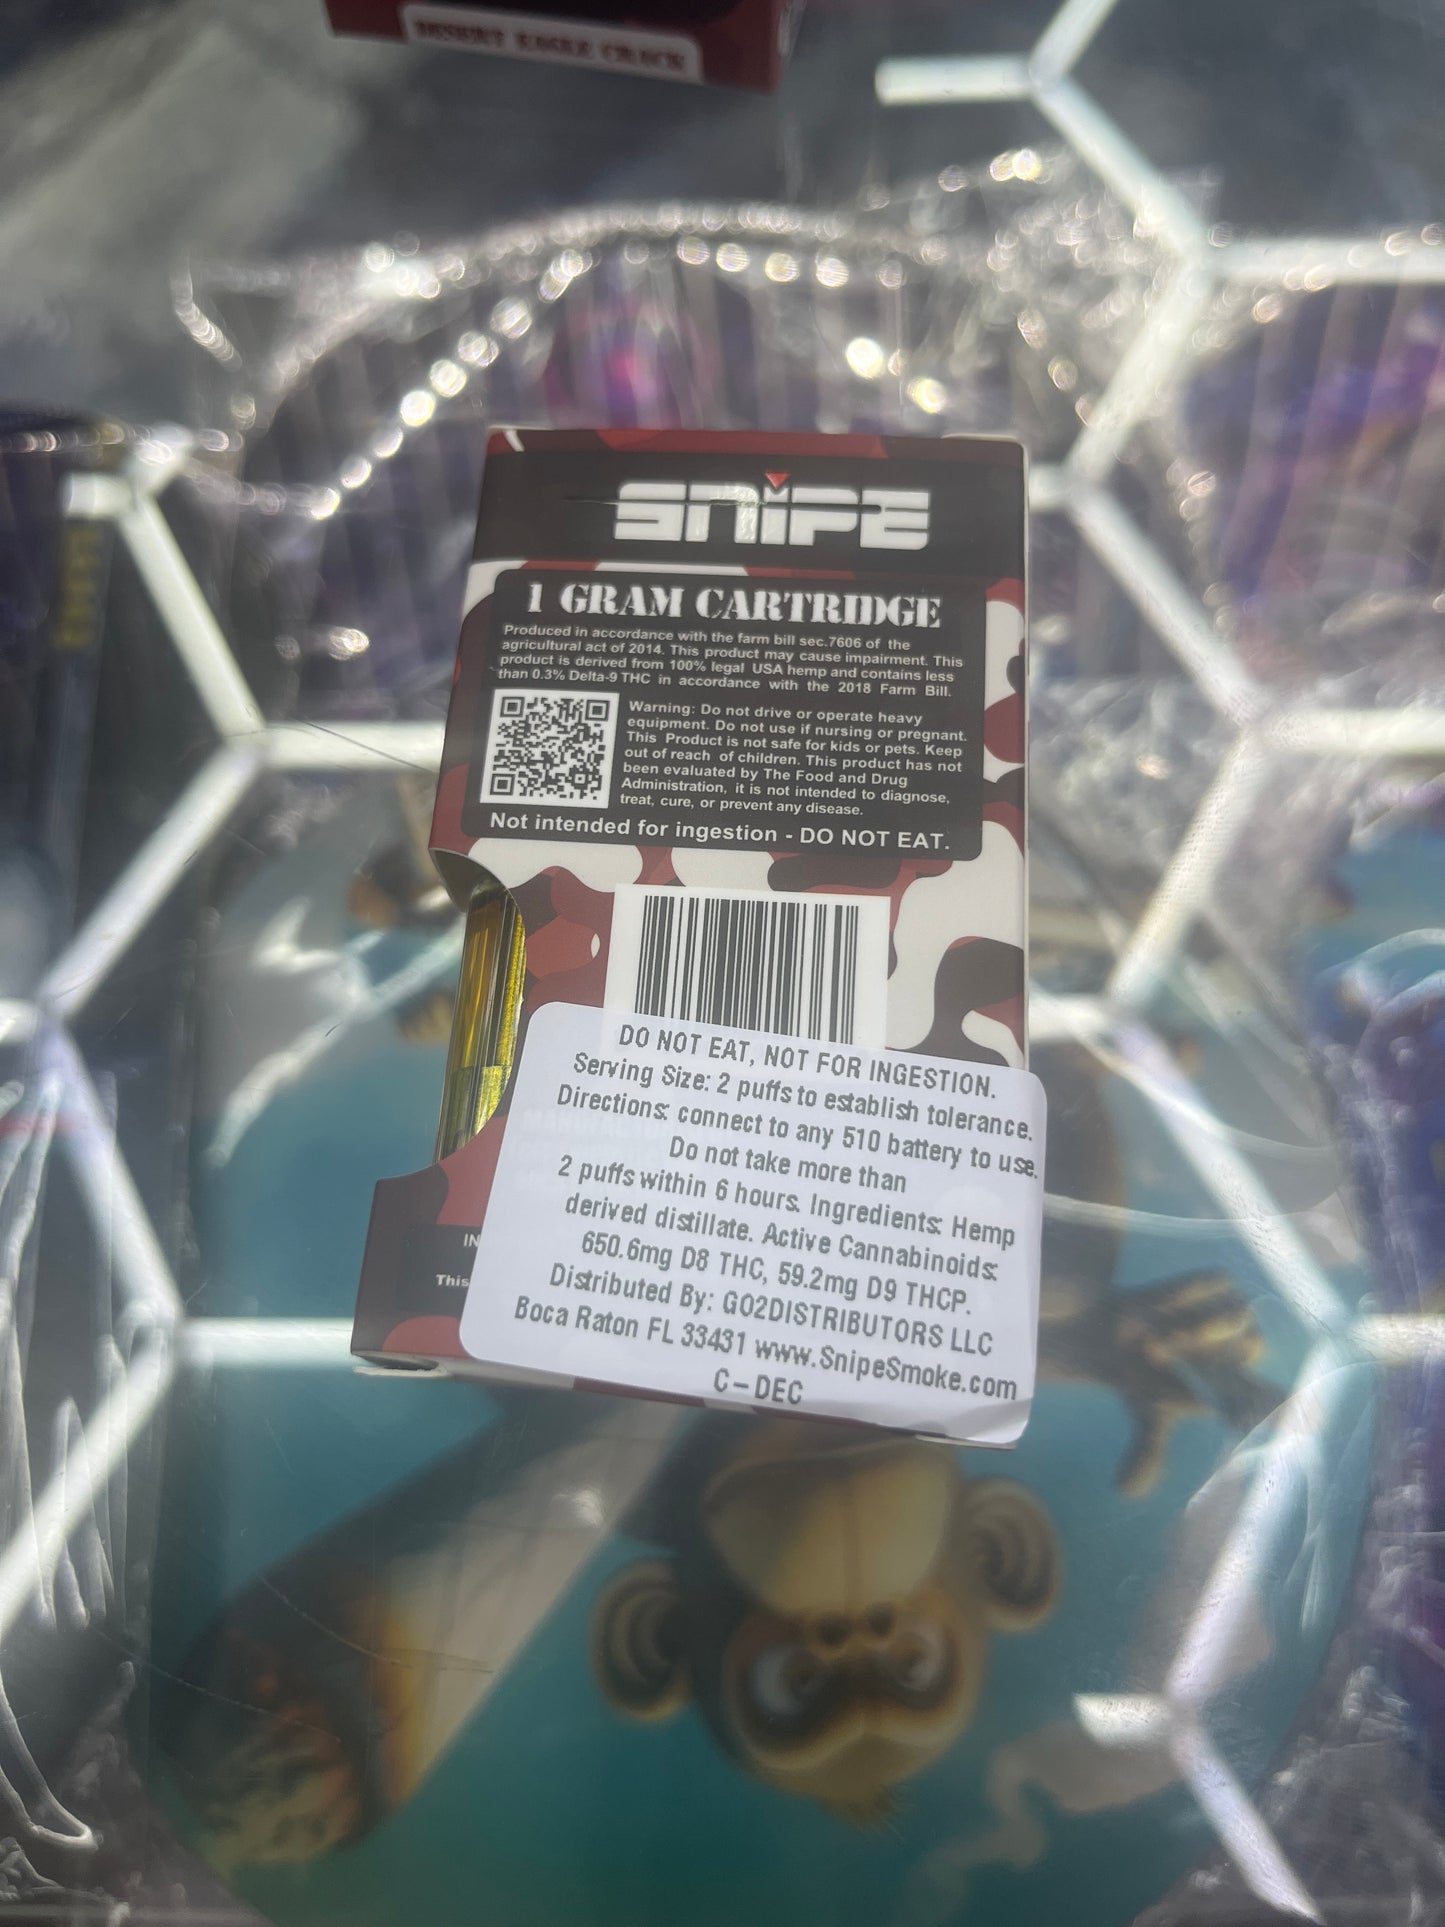 DESERT EAGLE CRACK
SNIPE
1 GRAM CARTRIDGE
Produced in accordance with the farm bill sec.7606 of the
agricultural act of 2014. This product may cause impairment. This
product is derived from 100% legal USA hemp and contains less
than 0.3% Delta-9 THC in accordance with the 2018 Farm Bill.
Warning: Do not drive or operate heavy
equipment. Do not use if nursing or pregnant.
This Product is not safe for kids or pets. Keep
out of reach of children. This product has not
been evaluated by The Food and Drug
Administration, it is not intended to diagnose,
treat, cure, or prevent any disease.
Not intended for ingestion - DO NOT EAT.
DO NOT EAT, NOT FOR INGESTION.
Serving Size: 2 puffs to establish tolerance.
Directions: connect to any 510 battery to use.
Do not take more than
2 puffs within 6 hours. Ingredients: Hemp
derived distillate. Active Cannabinoids:
650.6mg D8 THC, 59.2mg D9 THCP.
Distributed By: GO2DISTRIBUTORS LLC
Boca Raton FL 33431 www.SnipeSmoke.com
C-DEC
IN
This